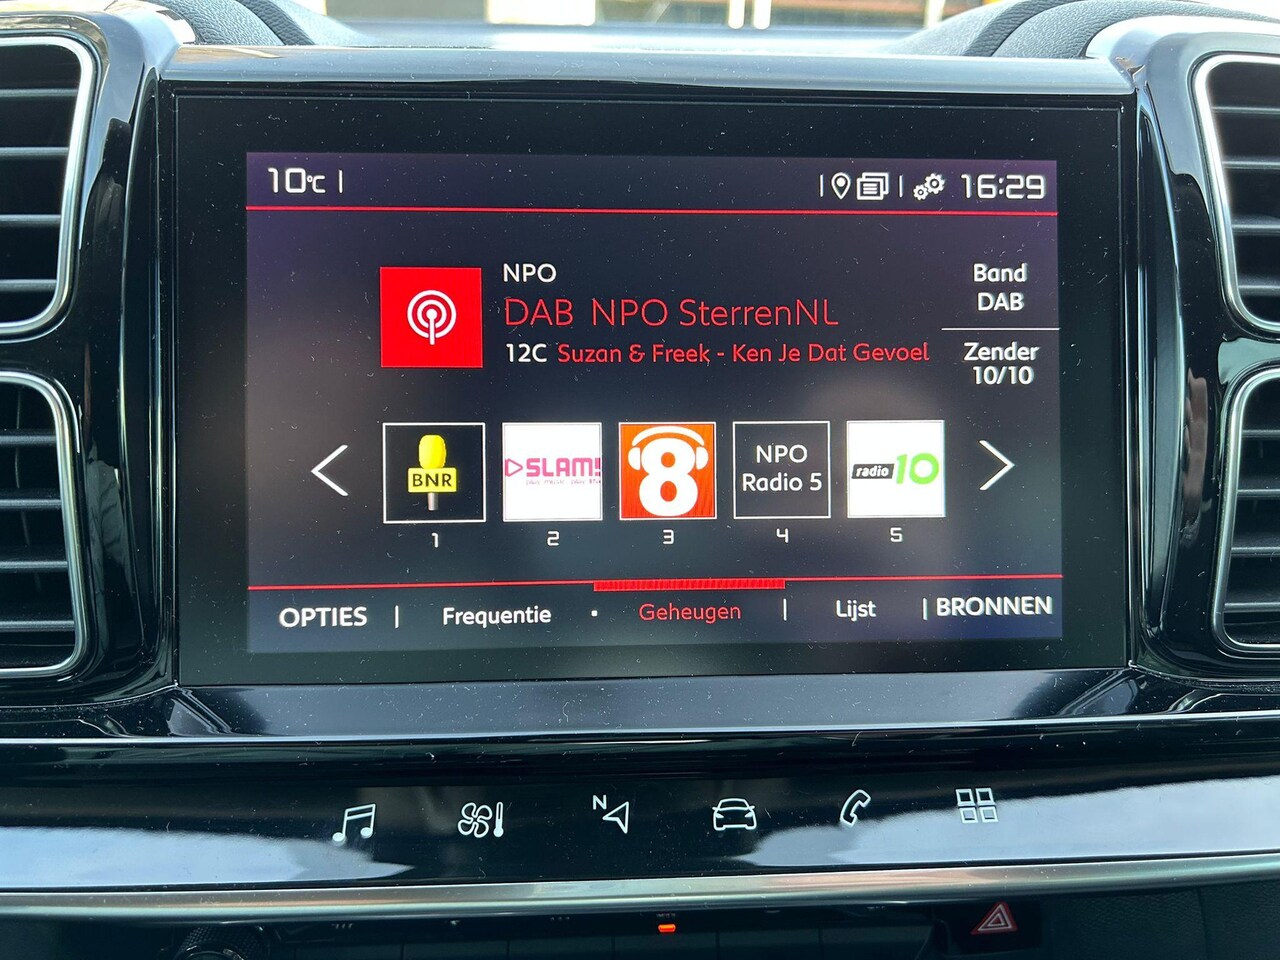 10°C
16:29
NPO
DAB NPO SterrenNL
12C Suzan & Freek - Ken Je Dat Gevoel
Band
DAB
Zender
10/10
BNR
SLAM!
8
NPO
Radio 5
radio 10
1
2
3
4
5
OPTIES
Frequentie
Geheugen
Lijst
BRONNEN
N